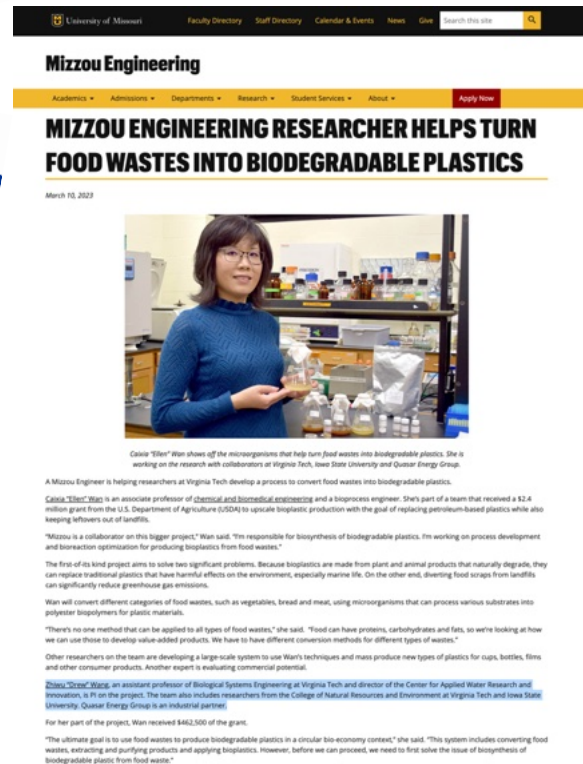 University of Missouri
Faculty Directory Staff Directory Calendar & Events News Give Search this site
Mizzou Engineering
Academics Admissions Departments Research Student Services About Apply Now
MIZZOU ENGINEERING RESEARCHER HELPS TURN
FOOD WASTES INTO BIODEGRADABLE PLASTICS
March 10, 2023
Caixia "Ellen" Wan shows off the microorganisms that help turn food wastes into biodegradable plastics. She is
working on the research with collaborators at Virginia Tech, Iowa State University and Quasar Energy Group.
A Mizzou Engineer is helping researchers at Virginia Tech develop a process to convert food wastes into biodegradable plastics.
Caixia "Ellen" Wan is an associate professor of chemical and biomedical engineering and a bioprocess engineer. She's part of a team that received a $2.4
million grant from the U.S. Department of Agriculture (USDA) to upscale bioplastic production with the goal of replacing petroleum-based plastics while also
keeping leftovers out of landfills.
"Mizzou is a collaborator on this bigger project," Wan said. "I'm responsible for biosynthesis of biodegradable plastics. I'm working on process development
and bioreaction optimization for producing bioplastics from food wastes."
The first-of-its kind project aims to solve two significant problems. Because bioplastics are made from plant and animal products that naturally degrade, they
can replace traditional plastics that have harmful effects on the environment, especially marine life. On the other end, diverting food scraps from landfills
can significantly reduce greenhouse gas emissions.
Wan will convert different categories of food wastes, such as vegetables, bread and meat, using microorganisms that can process various substrates into
polyester biopolymers for plastic materials.
"There's no one method that can be applied to all types of food wastes," she said. "Food can have proteins, carbohydrates and fats, so we're looking at how
we can use those to develop value-added products. We have to have different conversion methods for different types of wastes."
Other researchers on the team are developing a large-scale system to use Wan's techniques and mass produce new types of plastics for cups, bottles, films
and other consumer products. Another expert is evaluating commercial potential.
Zhiwu "Drew" Wang, an assistant professor of Biological Systems Engineering at Virginia Tech and director of the Center for Applied Water Research and
Innovation, is PI on the project. The team also includes researchers from the College of Natural Resources and Environment at Virginia Tech and Iowa State
University. Quasar Energy Group is an industrial partner.
For her part of the project, Wan received $462,500 of the grant.
"The ultimate goal is to use food wastes to produce biodegradable plastics in a circular bio-economy context," she said. "This system includes converting food
wastes, extracting and purifying products and applying bioplastics. However, before we can proceed, we need to first solve the issue of biosynthesis of
biodegradable plastic from food waste."